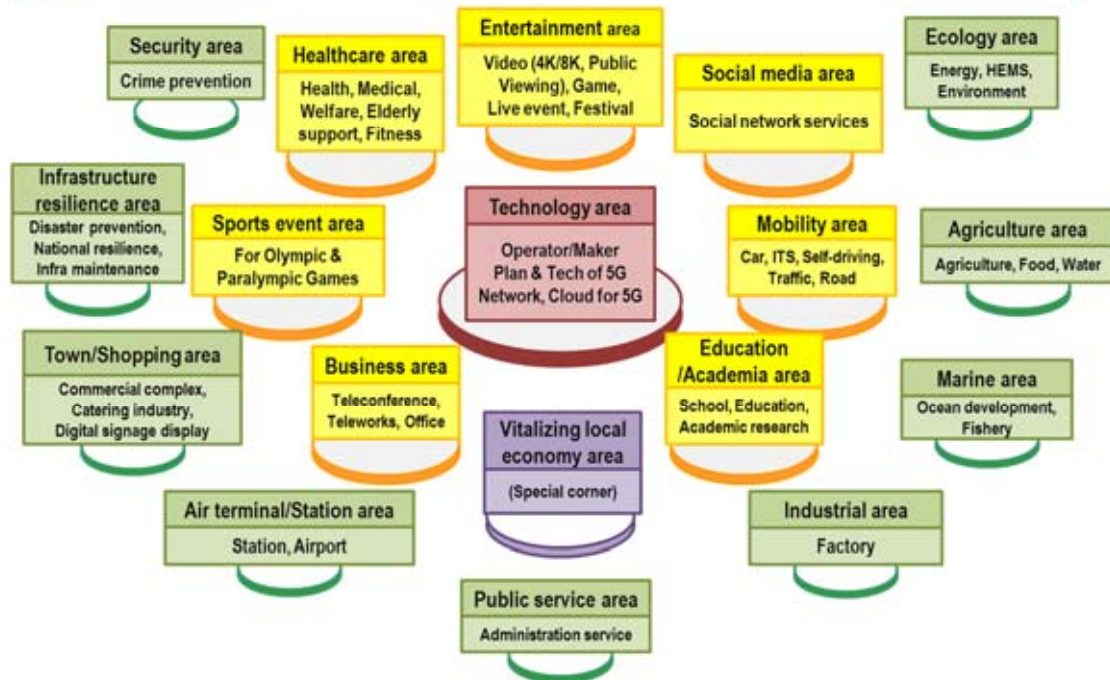 Security area
Crime prevention
Healthcare area
Health, Medical,
Welfare, Elderly
support, Fitness
Entertainment area
Video (4K/8K, Public
Viewing), Game,
Live event, Festival
Social media area
Social network services
Ecology area
Energy, HEMS,
Environment
Infrastructure
resilience area
Disaster prevention,
National resilience,
Infra maintenance
Sports event area
For Olympic &
Paralympic Games
Technology area
Operator/Maker
Plan & Tech of 5G
Network, Cloud for 5G
Mobility area
Car, ITS, Self-driving,
Traffic, Road
Agriculture area
Agriculture, Food, Water
Town/Shopping area
Commercial complex,
Catering industry,
Digital signage display
Business area
Teleconference,
Teleworks, Office
Vitalizing local
economy area
(Special corner)
Education
/Academia area
School, Education,
Academic research
Marine area
Ocean development,
Fishery
Air terminal/Station area
Station, Airport
Public service area
Administration service
Industrial area
Factory